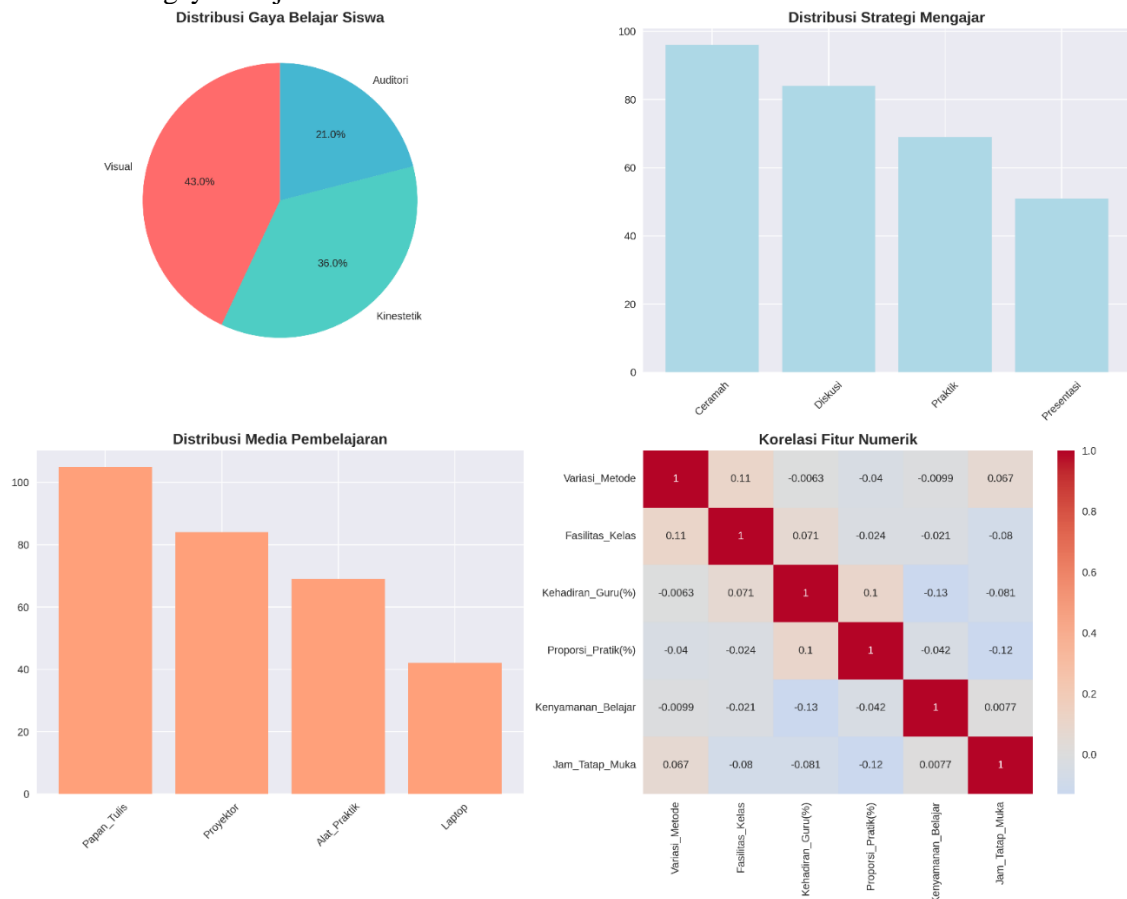 Distribusi Gaya Belajar Siswa
Auditori
21.0%
Visual
43.0%
36.0%
Kinestetik
Distribusi Strategi Mengajar
100
80
60
40
20
0
Ceramah
Diskusi
Praktik
Presentasi
Distribusi Media Pembelajaran
100
80
60
40
20
0
Papan_Tulis
Proyektor
Alat_Praktik
Laptop
Korelasi Fitur Numerik
Variasi_Metode 1 0.11 -0.0063 -0.04 -0.0099 0.067
Fasilitas_Kelas 0.11 1 0.071 -0.024 -0.021 -0.08
Kehadiran_Guru(%) -0.0063 0.071 1 0.1 -0.13 -0.081
Proporsi_Pratik(%) -0.04 -0.024 0.1 1 -0.042 -0.12
Kenyamanan_Belajar -0.0099 -0.021 -0.13 -0.042 1 0.0077
Jam_Tatap_Muka 0.067 -0.08 -0.081 -0.12 0.0077 1
Variasi_Metode
Fasilitas_Kelas
Kehadiran_Guru(%)
Proporsi_Pratik(%)
Kenyamanan_Belajar
Jam_Tatap_Muka
1.0
0.8
0.6
0.4
0.2
0.0